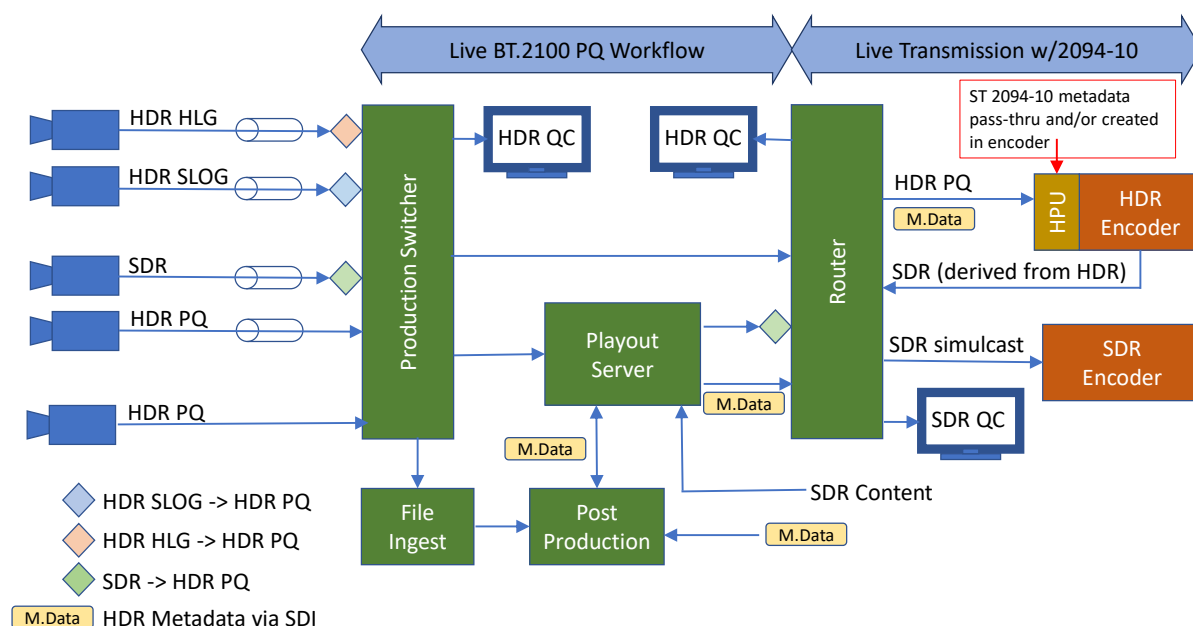 Live BT.2100 PQ Workflow
Live Transmission w/2094-10
HDR HLG
HDR SLOG
SDR
HDR PQ
HDR PQ
Production Switcher
HDR QC
HDR QC
ST 2094-10 metadata
pass-thru and/or created
in encoder
HDR PQ
M.Data
HPU
HDR
Encoder
SDR (derived from HDR)
Router
Playout
Server
M.Data
SDR simulcast
SDR
Encoder
SDR QC
M.Data
SDR Content
File
Ingest
Post
Production
M.Data
HDR SLOG -> HDR PQ
HDR HLG -> HDR PQ
SDR -> HDR PQ
M.Data HDR Metadata via SDI